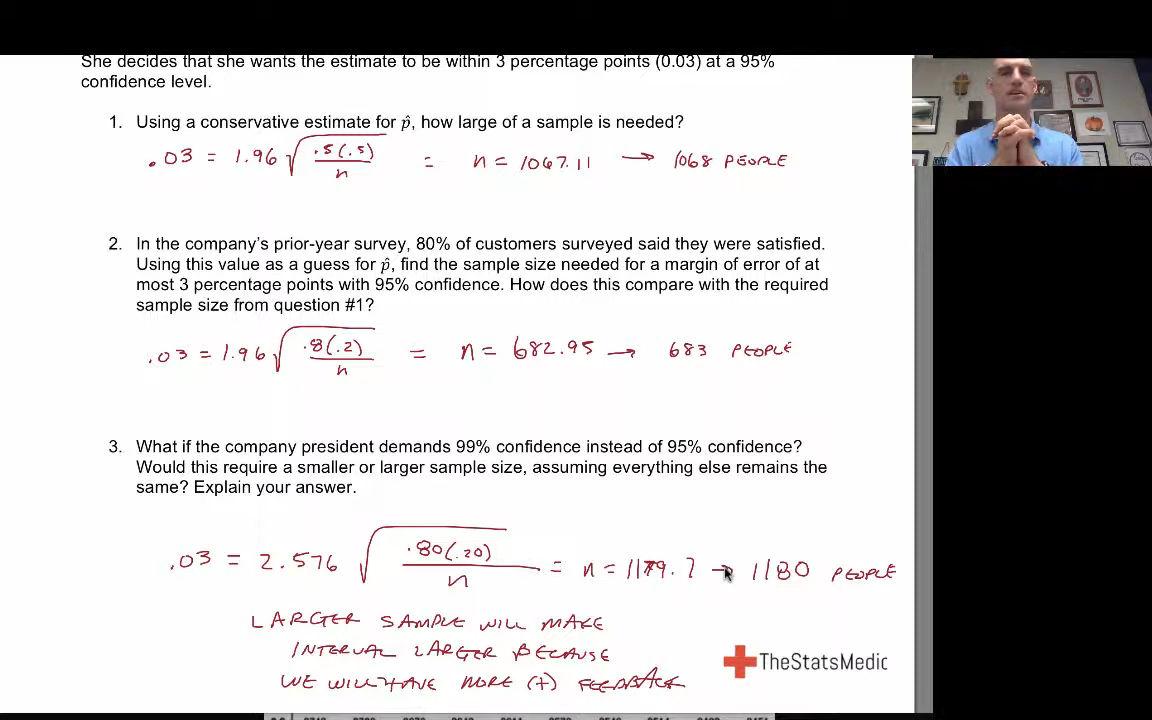 She decides that she wants the estimate to be within 3 percentage points (0.03) at a 95%
confidence level.
1. Using a conservative estimate for p̂, how large of a sample is needed?
.03 = 1.96 √ .5(.5) / n = n = 1067.11 → 1068 PEOPLE
2. In the company's prior-year survey, 80% of customers surveyed said they were satisfied.
Using this value as a guess for p̂, find the sample size needed for a margin of error of at
most 3 percentage points with 95% confidence. How does this compare with the required
sample size from question #1?
.03 = 1.96 √ .8(.2) / n = n = 682.95 → 683 PEOPLE
3. What if the company president demands 99% confidence instead of 95% confidence?
Would this require a smaller or larger sample size, assuming everything else remains the
same? Explain your answer.
.03 = 2.576 √ .80(.20) / n = n = 1179.7 → 1180 PEOPLE
LARGER SAMPLE WILL MAKE
INTERVAL LARGER BECAUSE
WE WILL HAVE MORE (+) FEEDBACK
TheStatsMedic